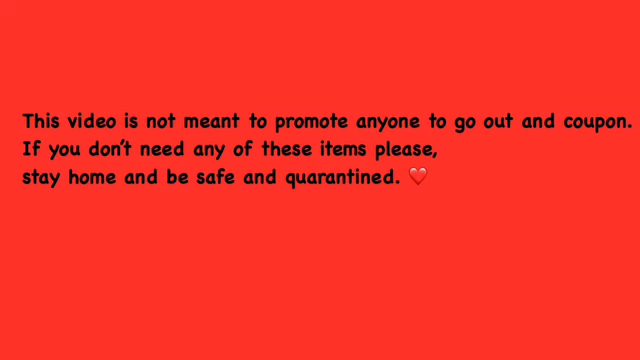 This video is not meant to promote anyone to go out and coupon.
If you don't need any of these items please,
stay home and be safe and quarantined. ❤️